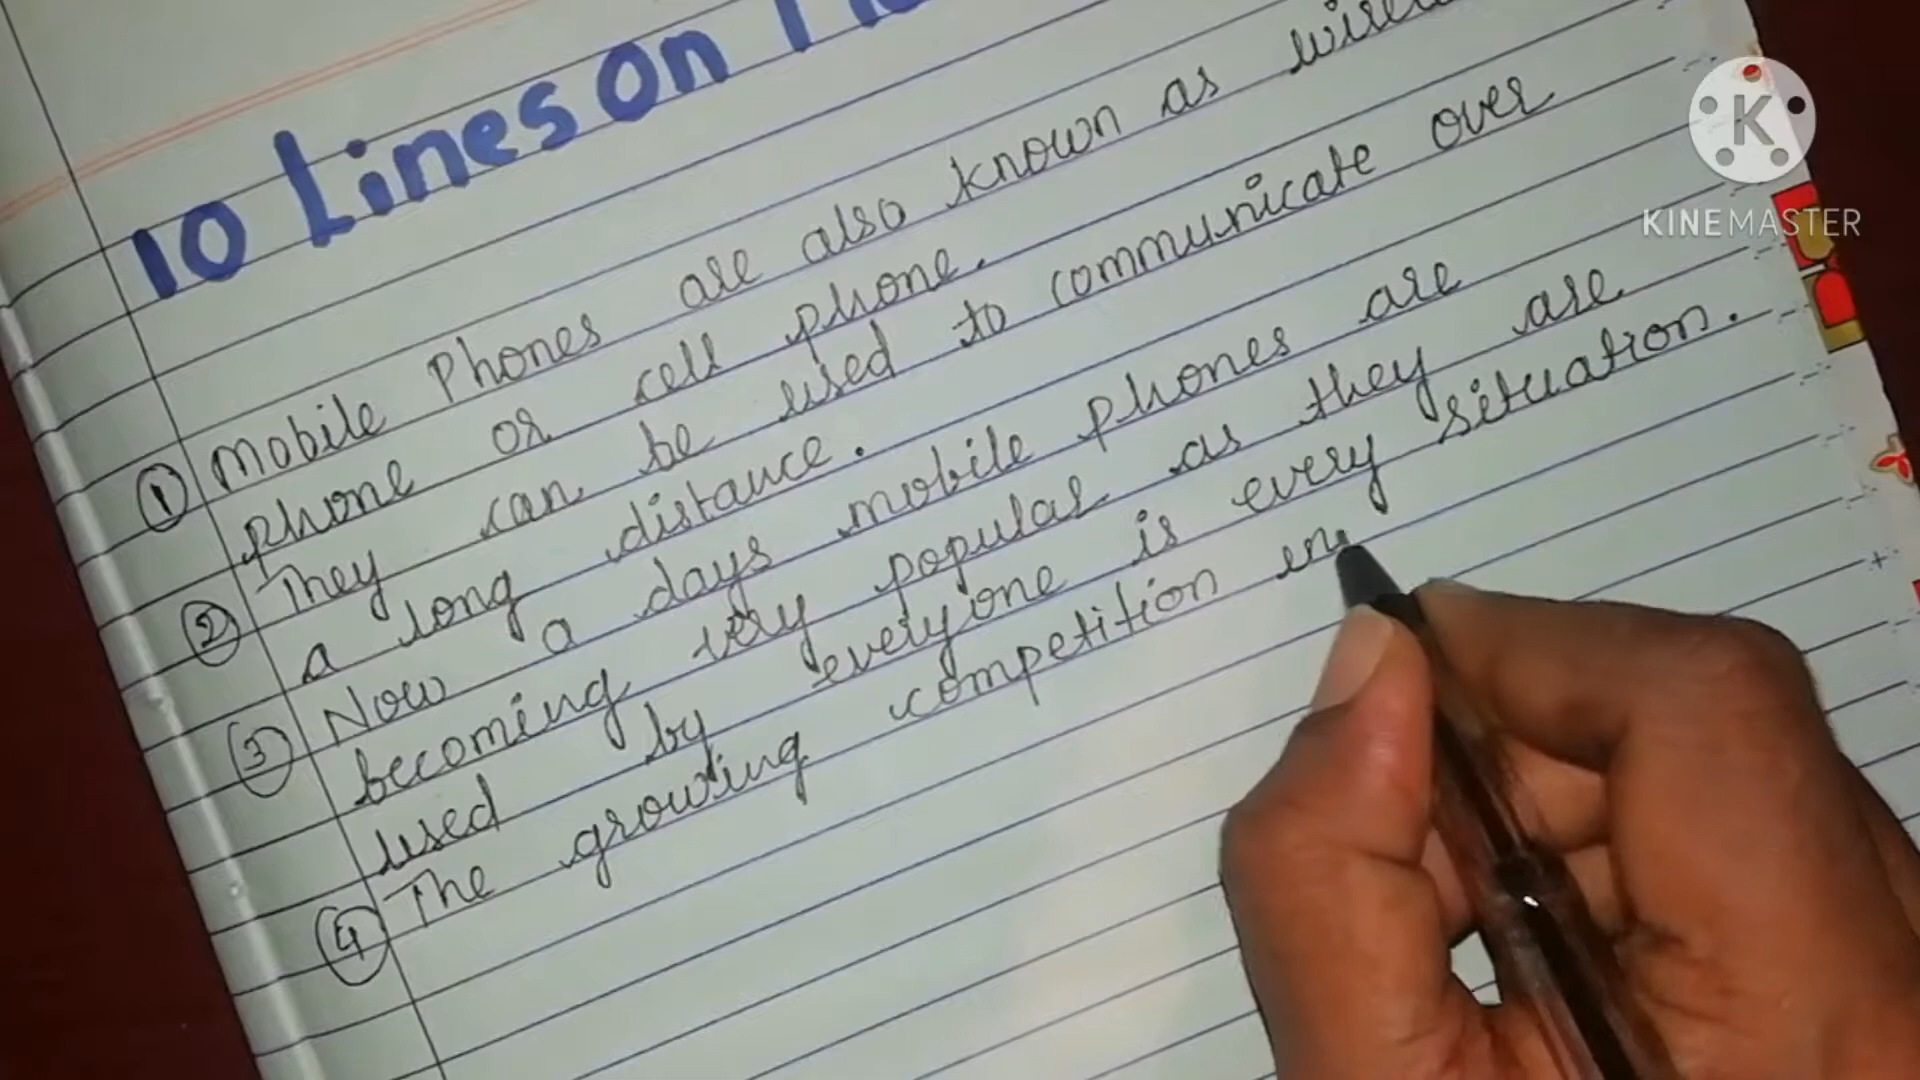 10 Lines On
① Mobile Phones are also known as
phone or cell phone.
② They can be used to communicate over
a long distance.
③ Now a days mobile phones are
becoming very popular as they are
used by everyone is every situation.
④ The growing competition in
K
KINEMASTER